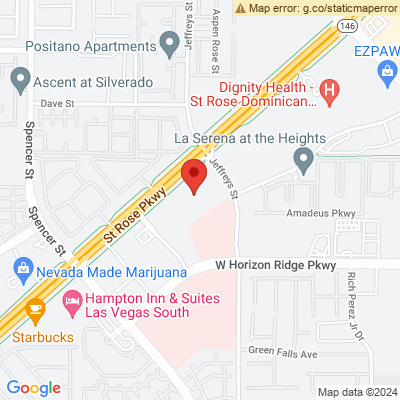 Map error: g.co/staticmaperror
146
Positano Apartments
Jeffreys St
Aspen Rose St
EZPAW
Ascent at Silverado
Dignity Health -
St Rose Dominican...
H
Dave St
La Serena at the Heights
Spencer St
Jeffreys St
St Rose Pkwy
Amadeus Pkwy
Spencer St
W Horizon Ridge Pkwy
Nevada Made Marijuana
Rich Perez Jr Dr
Hampton Inn & Suites
Las Vegas South
Starbucks
Green Falls Ave
Google
Map data ©2024